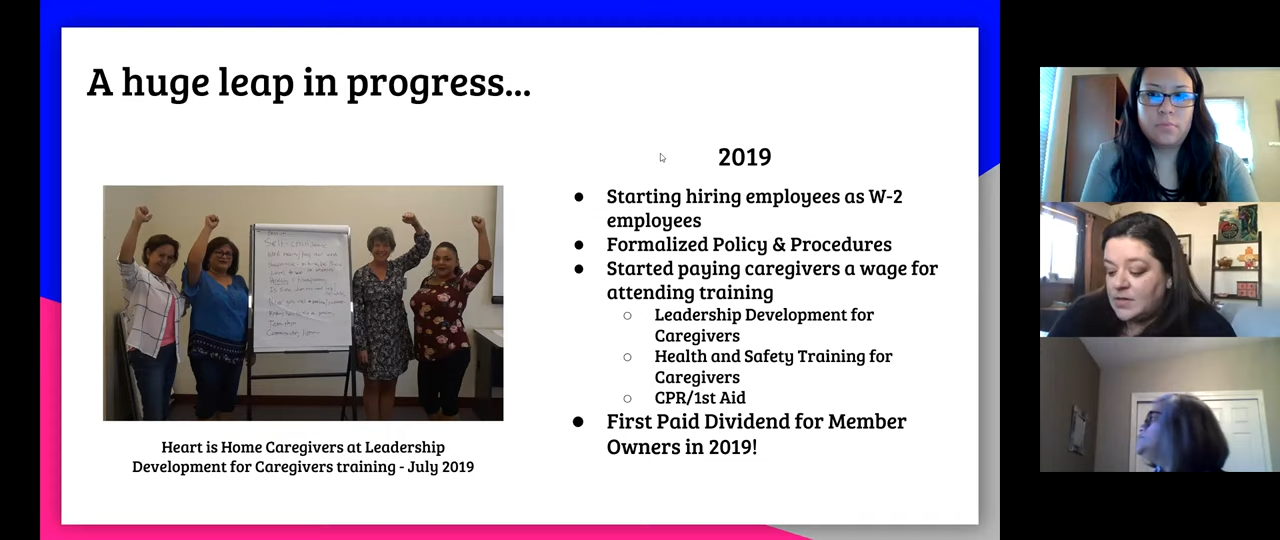 A huge leap in progress...
2019
● Starting hiring employees as W-2
employees
● Formalized Policy & Procedures
● Started paying caregivers a wage for
attending training
○ Leadership Development for
Caregivers
○ Health and Safety Training for
Caregivers
○ CPR/1st Aid
● First Paid Dividend for Member
Owners in 2019!
Self-confidence
Heart is Home Caregivers at Leadership
Development for Caregivers training - July 2019